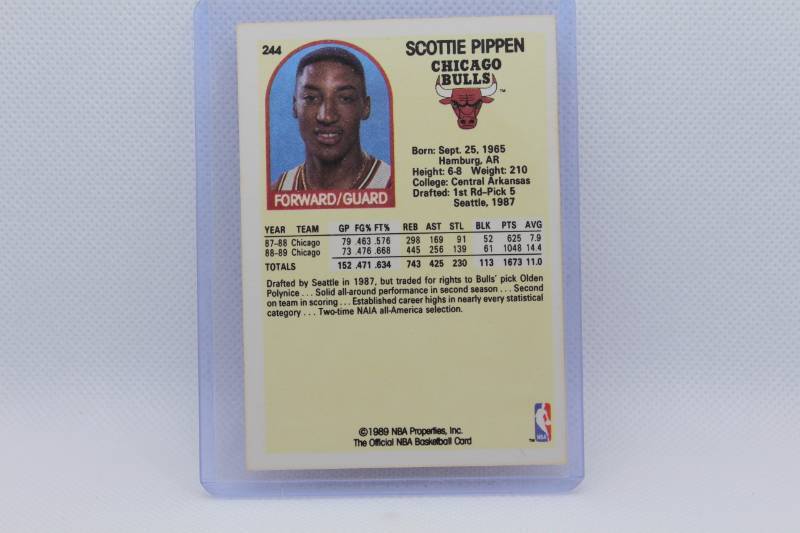 244
SCOTTIE PIPPEN
CHICAGO
BULLS
TM
FORWARD/GUARD
Born: Sept. 25, 1965
Hamburg, AR
Height: 6-8 Weight: 210
College: Central Arkansas
Drafted: 1st Rd-Pick 5
Seattle, 1987
YEAR TEAM GP FG% FT% REB AST STL BLK PTS AVG
87-88 Chicago 79 .463 .576 298 169 91 52 625 7.9
88-89 Chicago 73 .476 .668 445 256 139 61 1048 14.4
TOTALS 152 .471 .634 743 425 230 113 1673 11.0
Drafted by Seattle in 1987, but traded for rights to Bulls' pick Olden
Polynice . . . Solid all-around performance in second season . . . Second
on team in scoring . . . Established career highs in nearly every statistical
category . . . Two-time NAIA all-America selection.
©1989 NBA Properties, Inc.
The Official NBA Basketball Card
TM
NBA